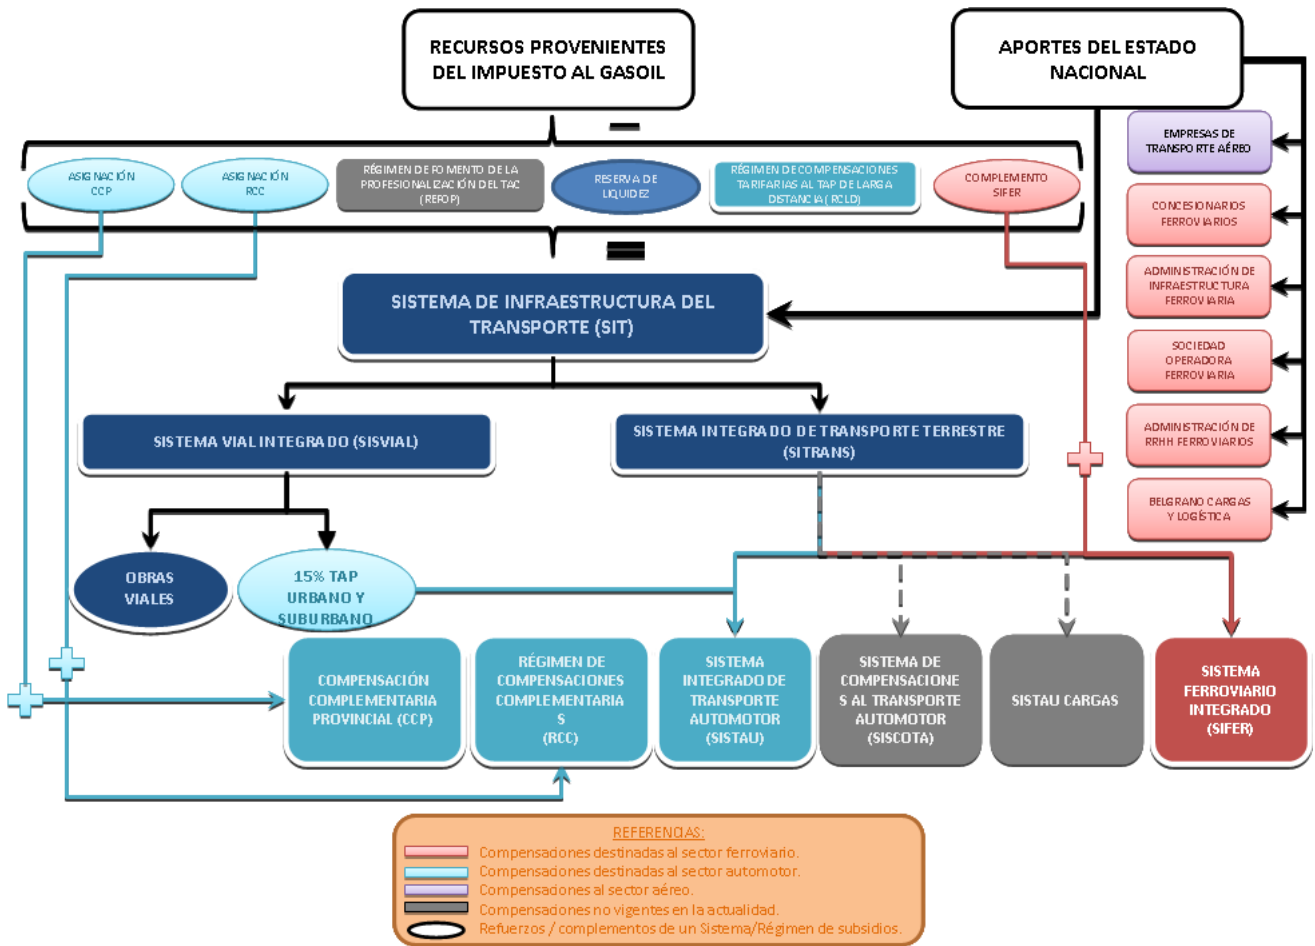 RECURSOS PROVENIENTES
DEL IMPUESTO AL GASOIL
APORTES DEL ESTADO
NACIONAL
ASIGNACIÓN
CCP
ASIGNACIÓN
RCC
RÉGIMEN DE FOMENTO DE LA
PROFESIONALIZACIÓN DEL TAC
(REFOP)
RESERVA DE
LIQUIDEZ
RÉGIMEN DE COMPENSACIONES
TARIFARIAS AL TAP DE LARGA
DISTANCIA (RCLD)
COMPLEMENTO
SIFER
EMPRESAS DE
TRANSPORTE AÉREO
CONCESIONARIOS
FERROVIARIOS
ADMINISTRACIÓN DE
INFRAESTRUCTURA
FERROVIARIA
SOCIEDAD
OPERADORA
FERROVIARIA
ADMINISTRACIÓN DE
RRHH FERROVIARIOS
BELGRANO CARGAS
Y LOGÍSTICA
SISTEMA DE INFRAESTRUCTURA DEL
TRANSPORTE (SIT)
SISTEMA VIAL INTEGRADO (SISVIAL)
SISTEMA INTEGRADO DE TRANSPORTE TERRESTRE
(SITRANS)
OBRAS
VIALES
15% TAP
URBANO Y
SUBURBANO
COMPENSACIÓN
COMPLEMENTARIA
PROVINCIAL (CCP)
RÉGIMEN DE
COMPENSACIONES
COMPLEMENTARIA
S
(RCC)
SISTEMA
INTEGRADO DE
TRANSPORTE
AUTOMOTOR
(SISTAU)
SISTEMA DE
COMPENSACIONE
S AL TRANSPORTE
AUTOMOTOR
(SISCOTA)
SISTAU CARGAS
SISTEMA
FERROVIARIO
INTEGRADO
(SIFER)
REFERENCIAS:
Compensaciones destinadas al sector ferroviario.
Compensaciones destinadas al sector automotor.
Compensaciones al sector aéreo.
Compensaciones no vigentes en la actualidad.
Refuerzos / complementos de un Sistema/Régimen de subsidios.